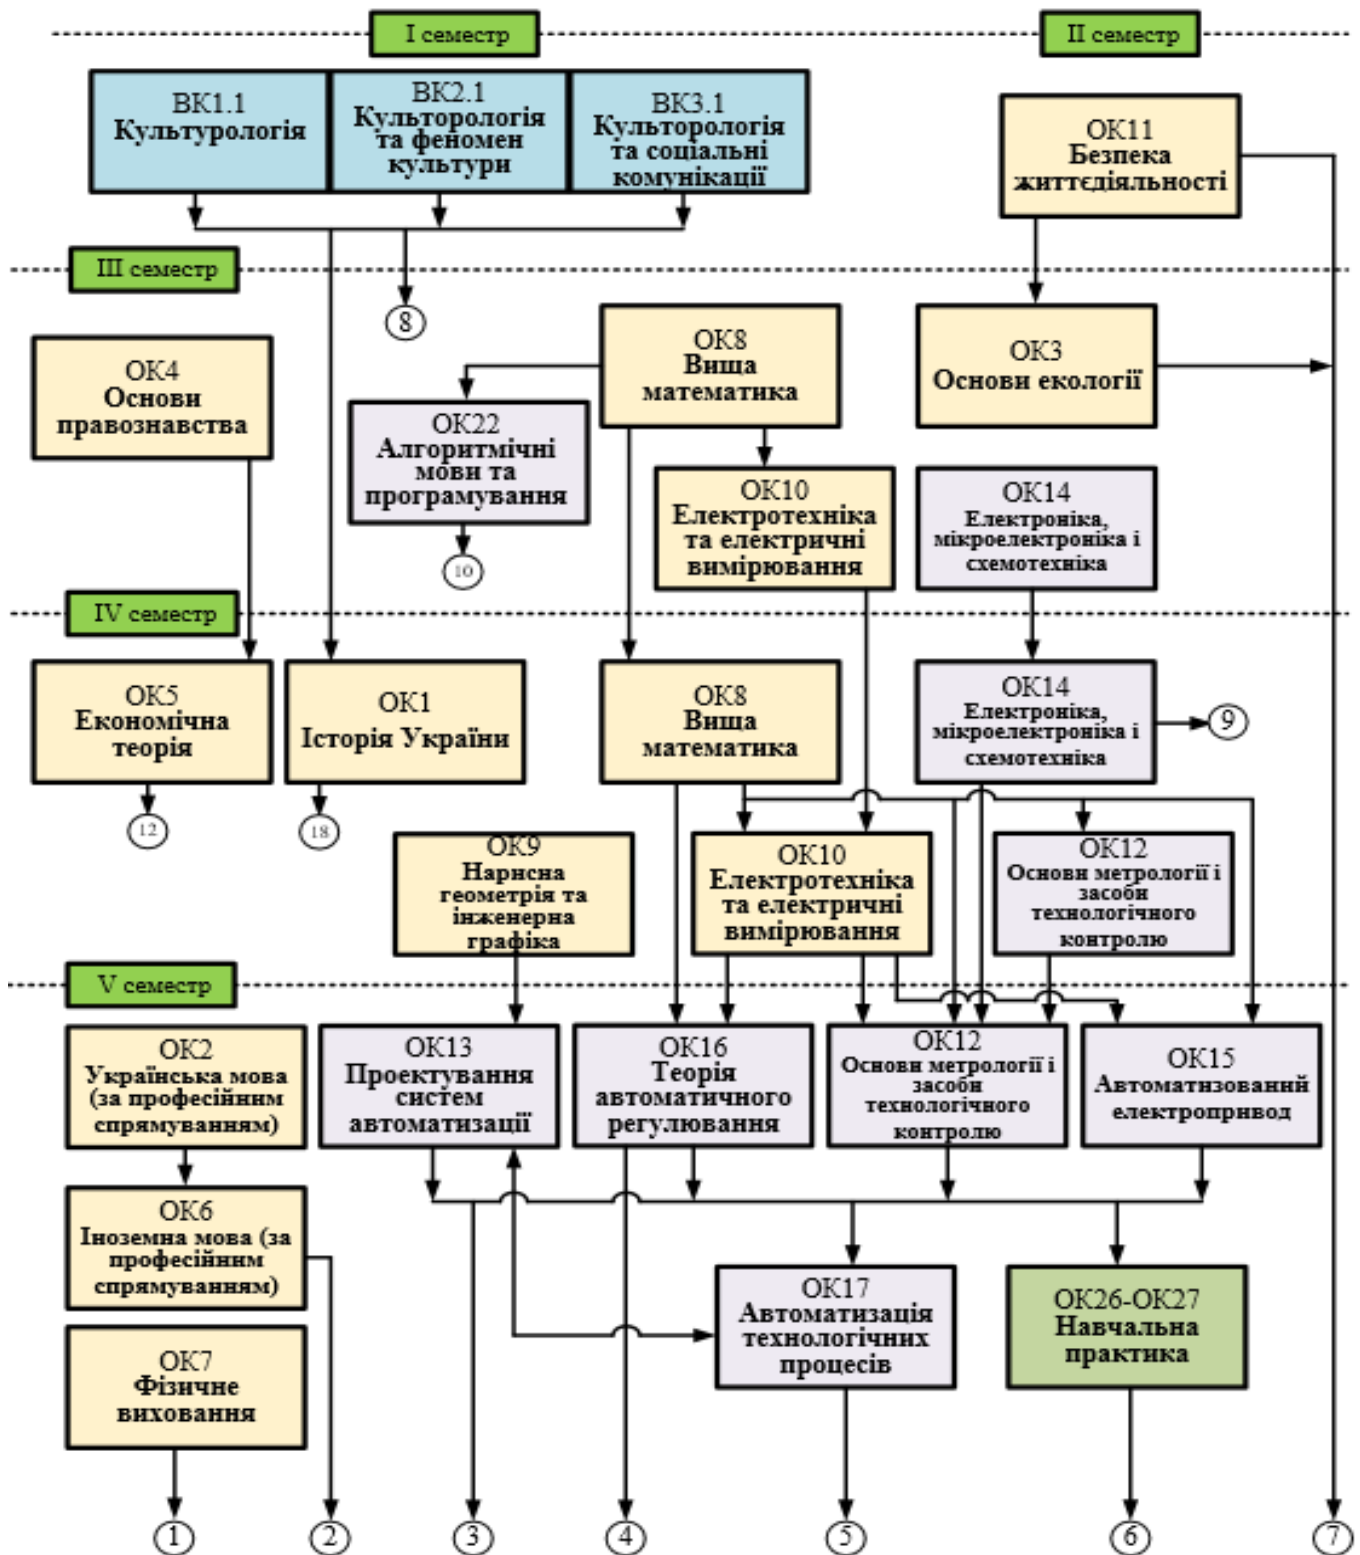 I семестр
II семестр
ВК1.1
Культурологія
ВК2.1
Культорологія
та феномен
культури
ВК3.1
Культорологія
та соціальні
комунікації
ОК11
Безпека
життєдіяльності
III семестр
8
ОК4
Основи
правознавства
ОК22
Алгоритмічні
мови та
програмування
10
ОК8
Вища
математика
ОК3
Основи екології
ОК10
Електротехніка
та електричні
вимірювання
ОК14
Електроніка,
мікроелектроніка і
схемотехніка
IV семестр
ОК5
Економічна
теорія
12
ОК1
Історія України
18
ОК8
Вища
математика
ОК14
Електроніка,
мікроелектроніка і
схемотехніка
9
ОК9
Нарисна
геометрія та
інженерна
графіка
ОК10
Електротехніка
та електричні
вимірювання
ОК12
Основи метрології і
засоби
технологічного
контролю
V семестр
ОК2
Українська мова
(за професійним
спрямуванням)
ОК13
Проектування
систем
автоматизації
ОК16
Теорія
автоматичного
регулювання
ОК12
Основи метрології і
засоби
технологічного
контролю
ОК15
Автоматизований
електропривод
ОК6
Іноземна мова (за
професійним
спрямуванням)
ОК17
Автоматизація
технологічних
процесів
ОК26-ОК27
Навчальна
практика
ОК7
Фізичне
виховання
1
2
3
4
5
6
7